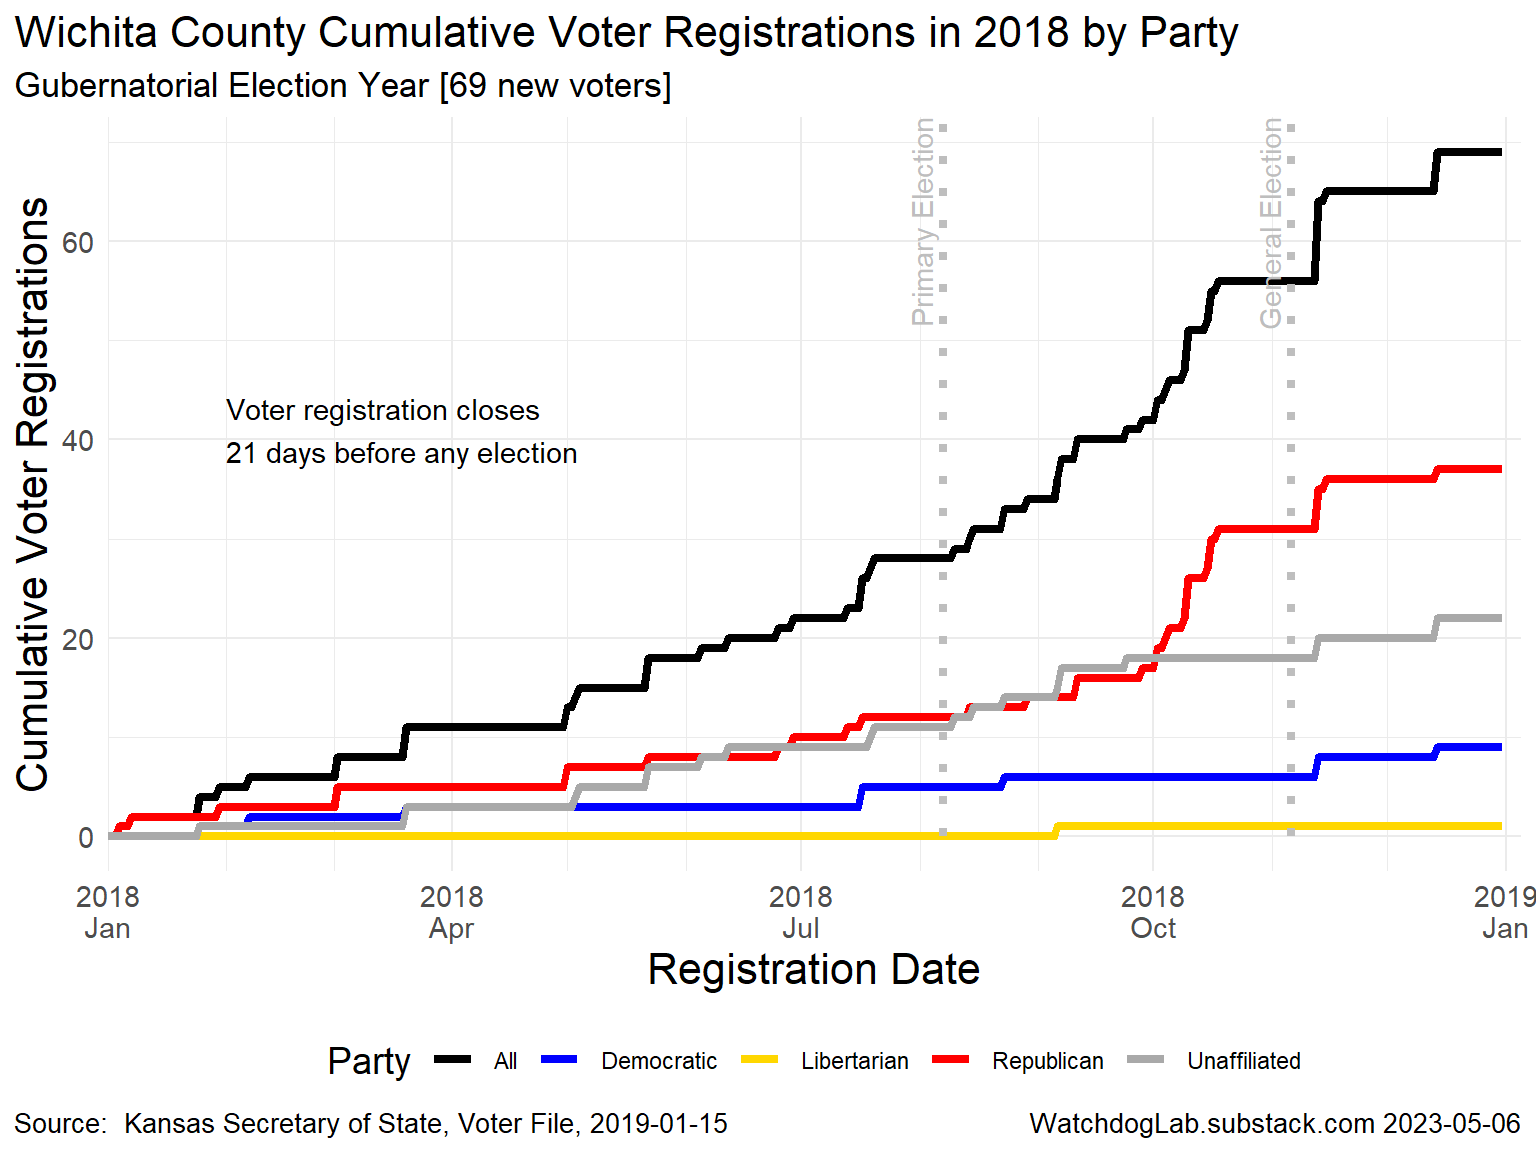 Wichita County Cumulative Voter Registrations in 2018 by Party
Gubernatorial Election Year [69 new voters]
Cumulative Voter Registrations
60
40
20
0
Primary Election
General Election
Voter registration closes
21 days before any election
2018
Jan
2018
Apr
2018
Jul
2018
Oct
2019
Jan
Registration Date
Party
All
Democratic
Libertarian
Republican
Unaffiliated
Source:  Kansas Secretary of State, Voter File, 2019-01-15
WatchdogLab.substack.com 2023-05-06